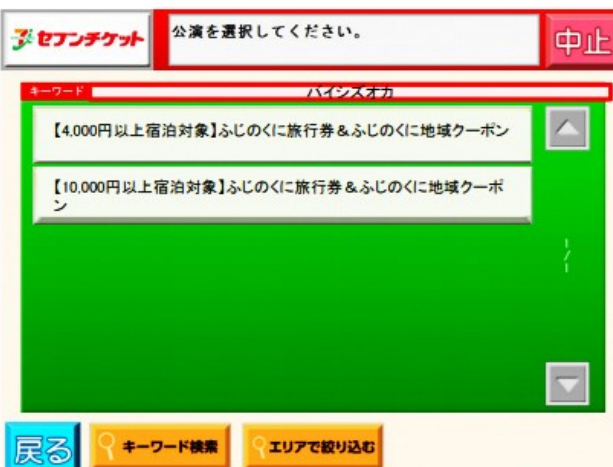 セブンチケット
公演を選択してください。
中止
キーワード
バイシズオカ
【4,000円以上宿泊対象】ふじのくに旅行券＆ふじのくに地域クーポン
【10,000円以上宿泊対象】ふじのくに旅行券＆ふじのくに地域クーポ
ン
1/1
戻る
キーワード検索
エリアで絞り込む